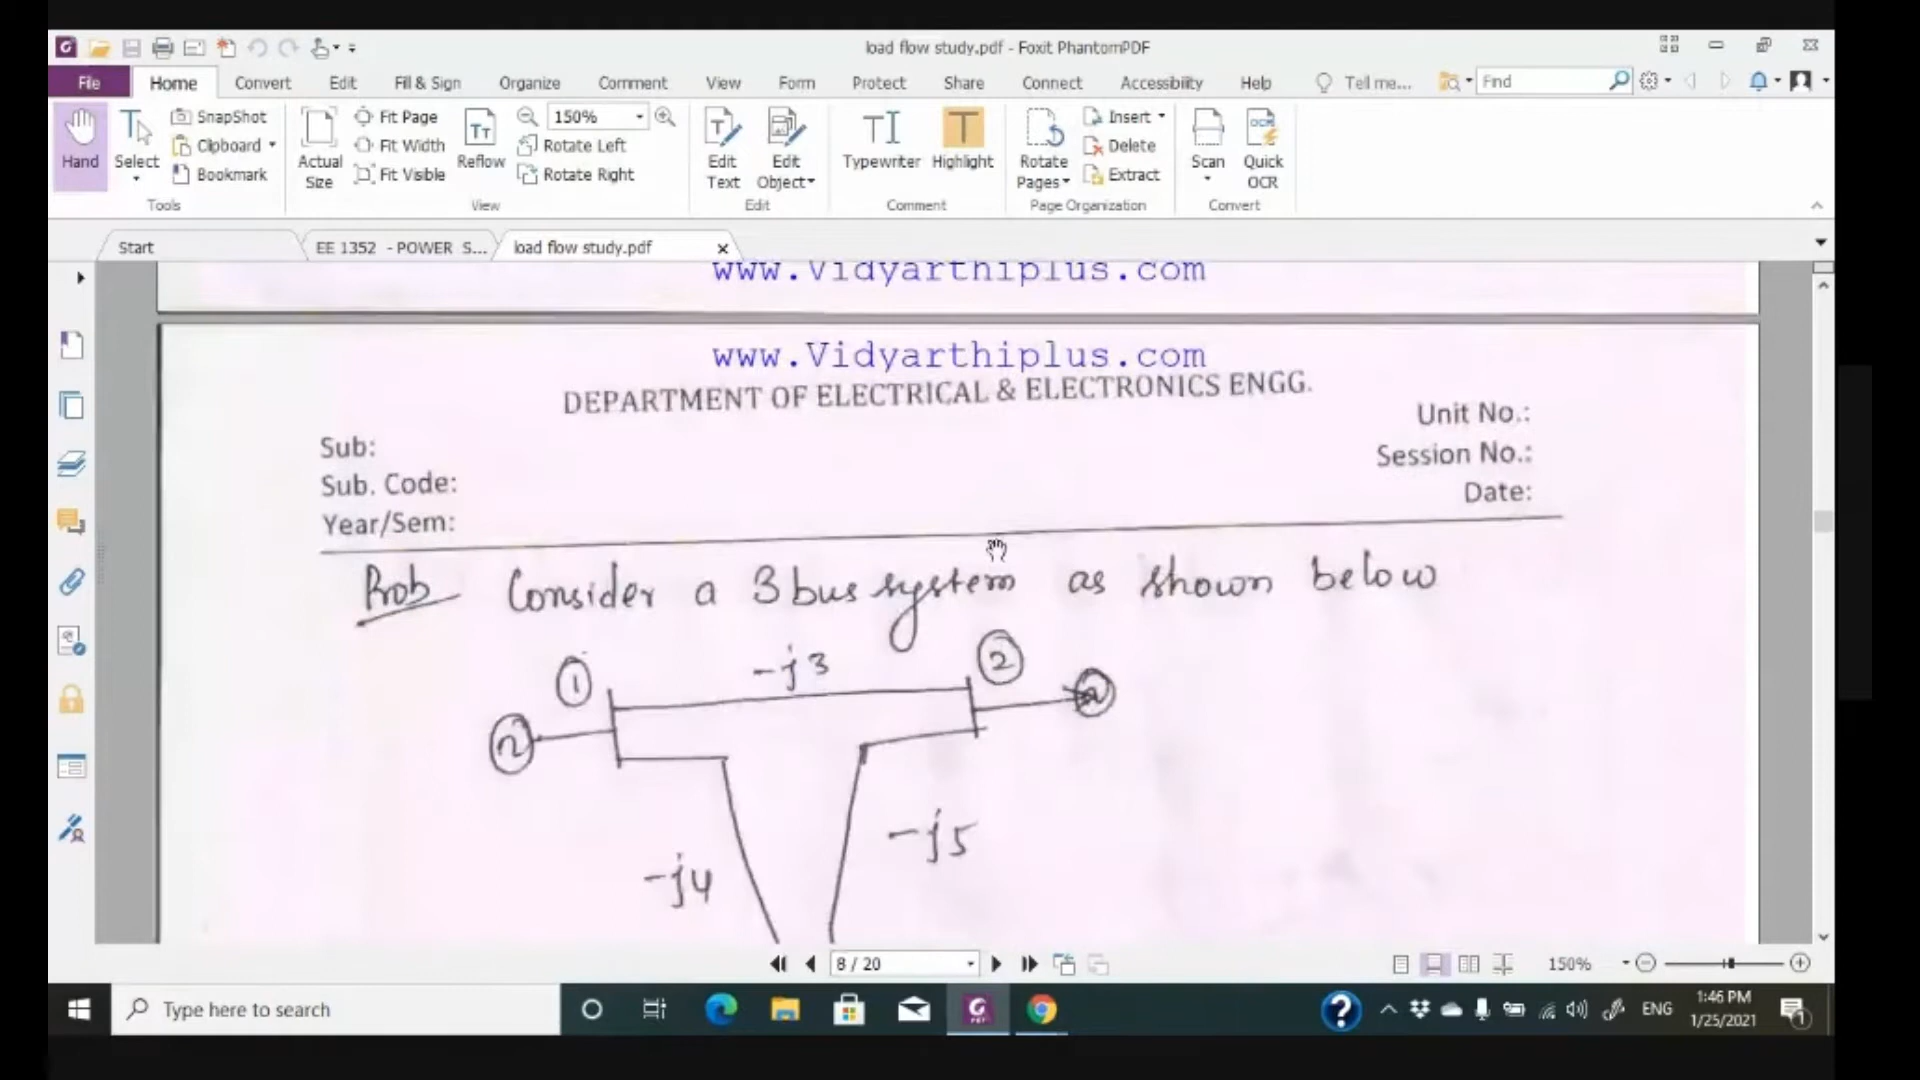 load flow study.pdf - Foxit PhantomPDF
File Home Convert Edit Fill & Sign Organize Comment View Form Protect Share Connect Accessibility Help Tell me... Find
Hand Select SnapShot Clipboard Bookmark Actual Size Fit Page Fit Width Fit Visible Reflow 150% Rotate Left Rotate Right Edit Text Edit Object Typewriter Highlight Rotate Pages Insert Delete Extract Scan Quick OCR
Tools View Edit Comment Page Organization Convert
Start EE 1352 - POWER S... load flow study.pdf
www.Vidyarthiplus.com
www.Vidyarthiplus.com
DEPARTMENT OF ELECTRICAL & ELECTRONICS ENGG.
Unit No.:
Sub:
Session No.:
Sub. Code:
Date:
Year/Sem:
Prob Consider a 3 bus system as shown below
1 -j3 2
-j5
-j4
8 / 20 150%
Type here to search ENG 1:46 PM
1/25/2021